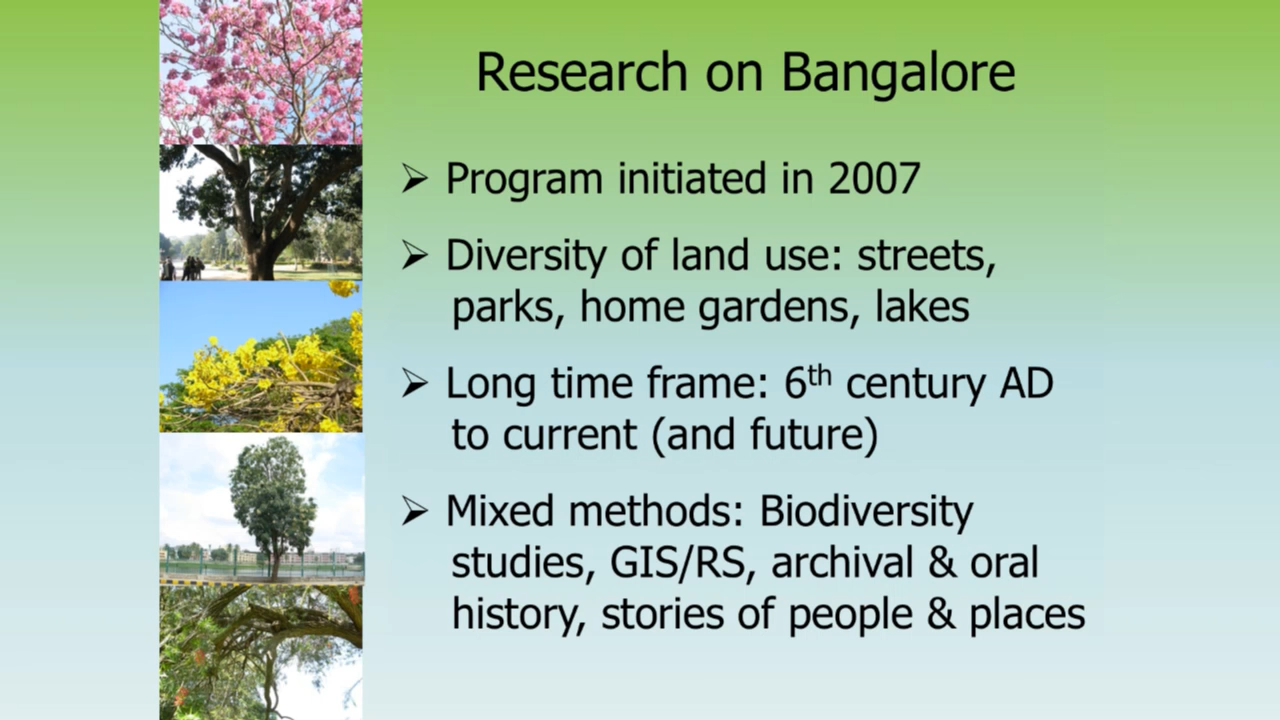 Research on Bangalore
➢ Program initiated in 2007
➢ Diversity of land use: streets,
parks, home gardens, lakes
➢ Long time frame: 6th century AD
to current (and future)
➢ Mixed methods: Biodiversity
studies, GIS/RS, archival & oral
history, stories of people & places